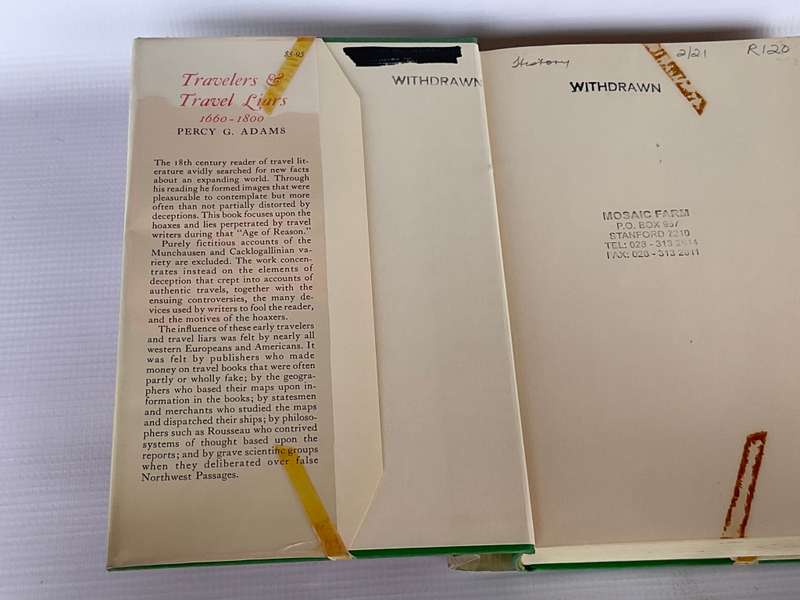 $5.95
Travelers &
Travel Liars
1660-1800
PERCY G. ADAMS
The 18th century reader of travel lit-
erature avidly searched for new facts
about an expanding world. Through
his reading he formed images that were
pleasurable to contemplate but more
often than not partially distorted by
deceptions. This book focuses upon the
hoaxes and lies perpetrated by travel
writers during that "Age of Reason."
Purely fictitious accounts of the
Munchausen and Cacklogallinian va-
riety are excluded. The work concen-
trates instead on the elements of
deception that crept into accounts of
authentic travels, together with the
ensuing controversies, the many de-
vices used by writers to fool the reader,
and the motives of the hoaxers.
The influence of these early travelers
and travel liars was felt by nearly all
western Europeans and Americans. It
was felt by publishers who made
money on travel books that were often
partly or wholly fake; by the geogra-
phers who based their maps upon in-
formation in the books; by statesmen
and merchants who studied the maps
and dispatched their ships; by philoso-
phers such as Rousseau who contrived
systems of thought based upon the
reports; and by grave scientific groups
when they deliberated over false
Northwest Passages.
WITHDRAWN
History
2/21
R120
WITHDRAWN
MOSAIC FARM
P.O. BOX 957
STANFORD 7210
TEL: 028 - 313 2814
FAX: 028 - 313 2811